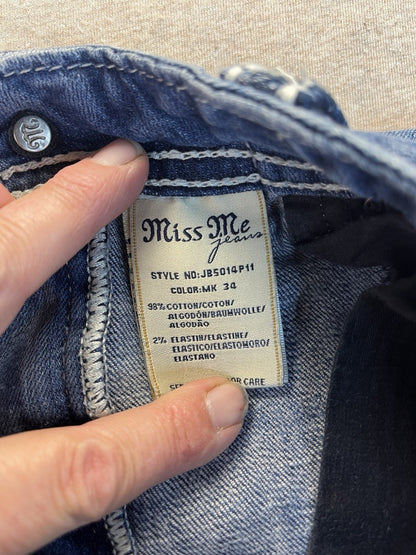 Miss Me
jeans
STYLE NO:JB5014P11
COLOR:MK 34
98% COTTON/COTON/
ALGODÓN/BAUMWOLLE/
ALGODÃO
2% ELASTIN/ELASTINE/
ELASTICO/ELASTOMORO/
ELASTANO
FOR CARE